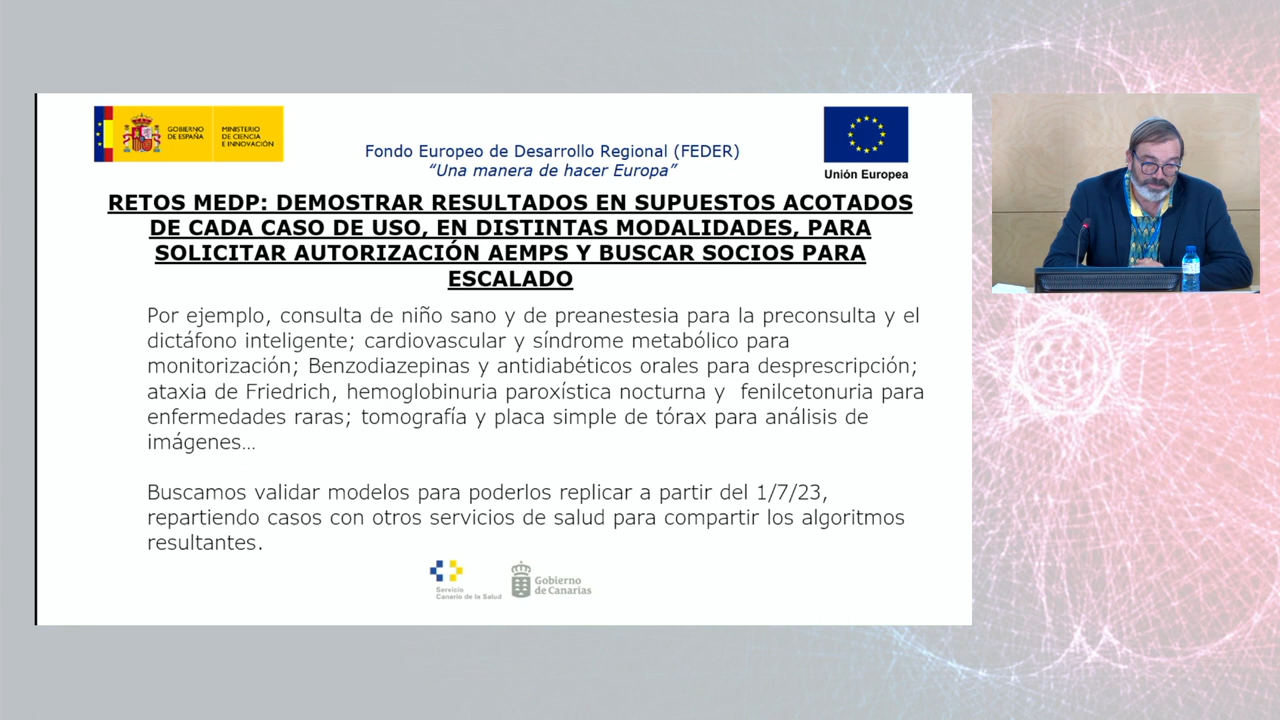 GOBIERNO
DE ESPAÑA
MINISTERIO
DE CIENCIA
E INNOVACIÓN
Fondo Europeo de Desarrollo Regional (FEDER)
“Una manera de hacer Europa”
Unión Europea
RETOS MEDP: DEMOSTRAR RESULTADOS EN SUPUESTOS ACOTADOS
DE CADA CASO DE USO, EN DISTINTAS MODALIDADES, PARA
SOLICITAR AUTORIZACIÓN AEMPS Y BUSCAR SOCIOS PARA
ESCALADO
Por ejemplo, consulta de niño sano y de preanestesia para la preconsulta y el
dictáfono inteligente; cardiovascular y síndrome metabólico para
monitorización; Benzodiazepinas y antidiabéticos orales para desprescripción;
ataxia de Friedrich, hemoglobinuria paroxística nocturna y fenilcetonuria para
enfermedades raras; tomografía y placa simple de tórax para análisis de
imágenes…
Buscamos validar modelos para poderlos replicar a partir del 1/7/23,
repartiendo casos con otros servicios de salud para compartir los algoritmos
resultantes.
Servicio
Canario de la Salud
Gobierno
de Canarias